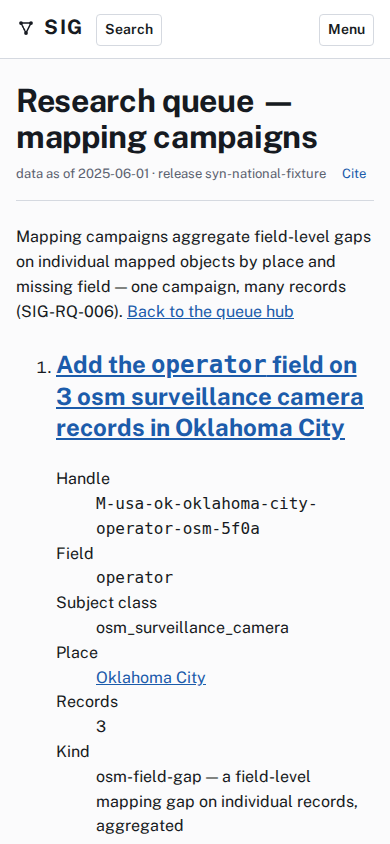 SIG
Search
Menu
Research queue —
mapping campaigns
data as of 2025-06-01 · release syn-national-fixture Cite
Mapping campaigns aggregate field-level gaps
on individual mapped objects by place and
missing field — one campaign, many records
(SIG-RQ-006). Back to the queue hub
1. Add the operator field on
3 osm surveillance camera
records in Oklahoma City
Handle
M-usa-ok-oklahoma-city-
operator-osm-5f0a
Field
operator
Subject class
osm_surveillance_camera
Place
Oklahoma City
Records
3
Kind
osm-field-gap — a field-level
mapping gap on individual records,
aggregated